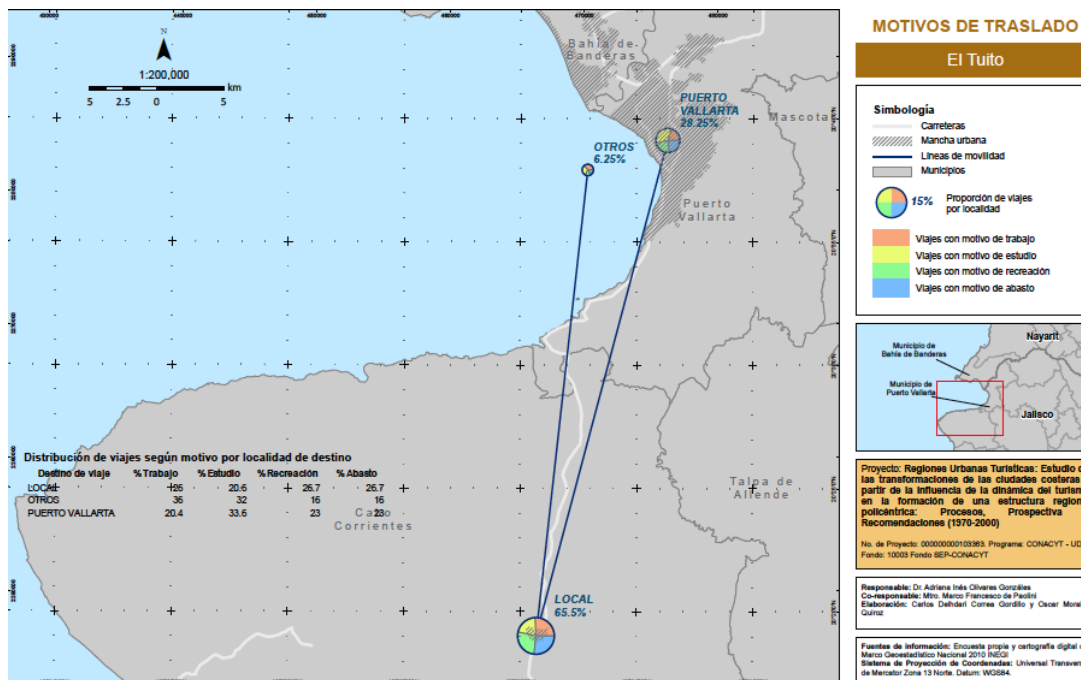 MOTIVOS DE TRASLADO
El Tuito
N
1:200,000
5 2.5 0 5 km
Bahía de
Banderas
PUERTO
VALLARTA
28.25%
Mascota
OTROS
6.25%
Puerto
Vallarta
Talpa de
Allende
Cabo
Corrientes
LOCAL
65.5%
Distribución de viajes según motivo por localidad de destino
Destino de viaje %Trabajo %Estudio %Recreación %Abasto
LOCAL 26 20.6 26.7 26.7
OTROS 36 32 16 16
PUERTO VALLARTA 20.4 33.6 23 23
Simbología
Carreteras
Mancha urbana
Líneas de movilidad
Municipios
15% Proporción de viajes
por localidad
Viajes con motivo de trabajo
Viajes con motivo de estudio
Viajes con motivo de recreación
Viajes con motivo de abasto
Nayarit
Municipio de
Bahía de Banderas
Municipio de
Puerto Vallarta
Jalisco
Proyecto: Regiones Urbanas Turísticas: Estudio
las transformaciones de las ciudades costeras
partir de la influencia de la dinámica del turism
en la formación de una estructura region
policéntrica: Procesos, Prospectiva
Recomendaciones (1970-2000)
No. de Proyecto: 000000000103363. Programa: CONACYT - UD
Fondo: 10003 Fondo SEP-CONACYT
Responsable: Dr. Adriana Inés Olivares Gonzáles
Co-responsable: Mtro. Marco Francesco de Paolini
Elaboración: Carlos Delhdari Correa Gordillo y Oscar Moral
Quiroz
Fuentes de información: Encuesta propia y cartografía digital
Marco Geoestadístico Nacional 2010 INEGI
Sistema de Proyección de Coordenadas: Universal Transver
de Mercator Zona 13 Norte. Datum: WGS84.